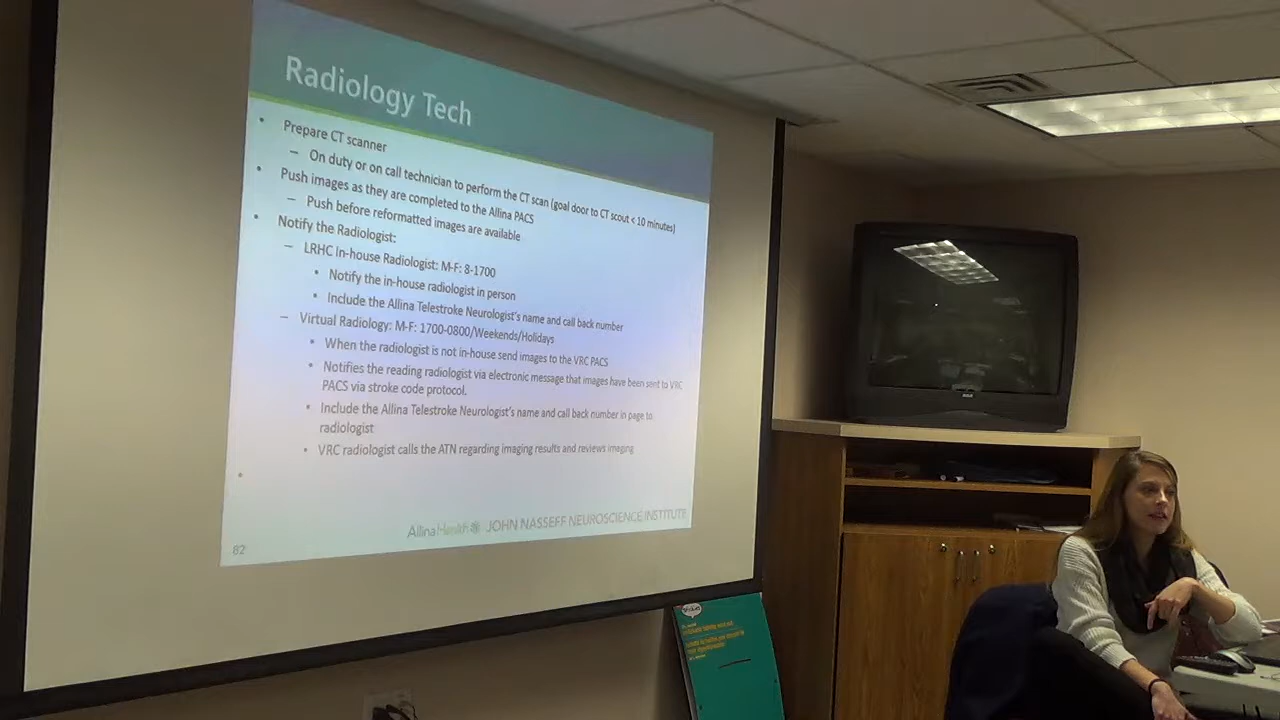 Radiology Tech
• Prepare CT scanner
– On duty or on call technician to perform the CT scan (goal door to CT scout < 10 minutes)
• Push images as they are completed to the Allina PACS
– Push before reformatted images are available
• Notify the Radiologist:
– LRHC In-house Radiologist: M-F: 8-1700
• Notify the in-house radiologist in person
• Include the Allina Telestroke Neurologist's name and call back number
– Virtual Radiology: M-F: 1700-0800/Weekends/Holidays
• When the radiologist is not in-house send images to the VRC PACS
• Notifies the reading radiologist via electronic message that images have been sent to VRC
PACS via stroke code protocol.
• Include the Allina Telestroke Neurologist's name and call back number in page to
radiologist
• VRC radiologist calls the ATN regarding imaging results and reviews imaging
•
AllinaHealth JOHN NASSEFF NEUROSCIENCE INSTITUTE
82
RCA